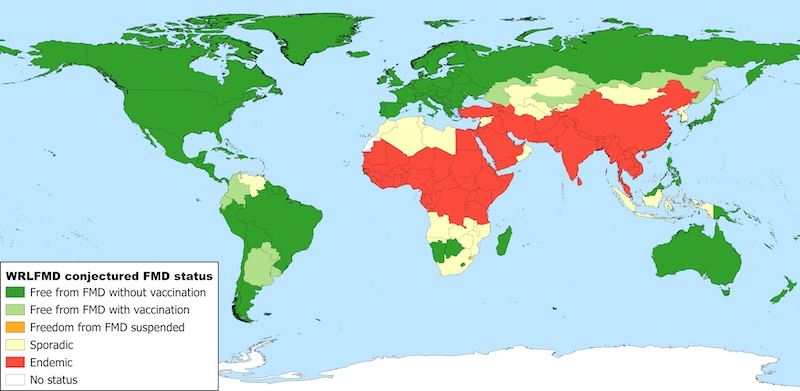 WRLFMD conjectured FMD status
Free from FMD without vaccination
Free from FMD with vaccination
Freedom from FMD suspended
Sporadic
Endemic
No status